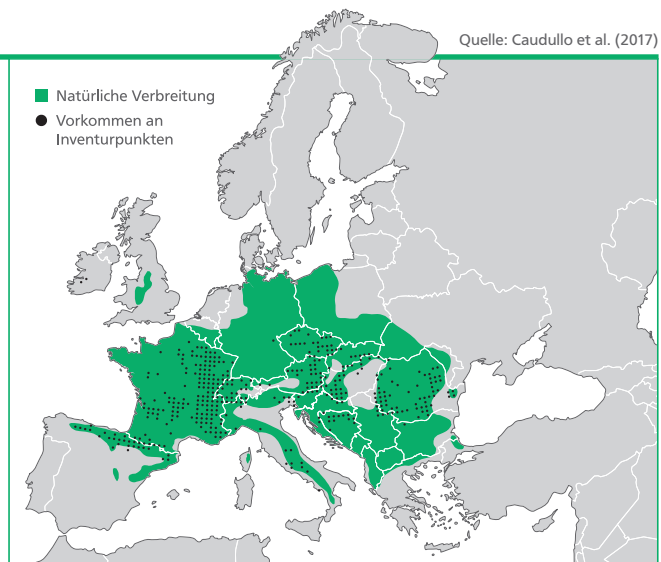 Quelle: Caudullo et al. (2017)
Natürliche Verbreitung
Vorkommen an
Inventurpunkten